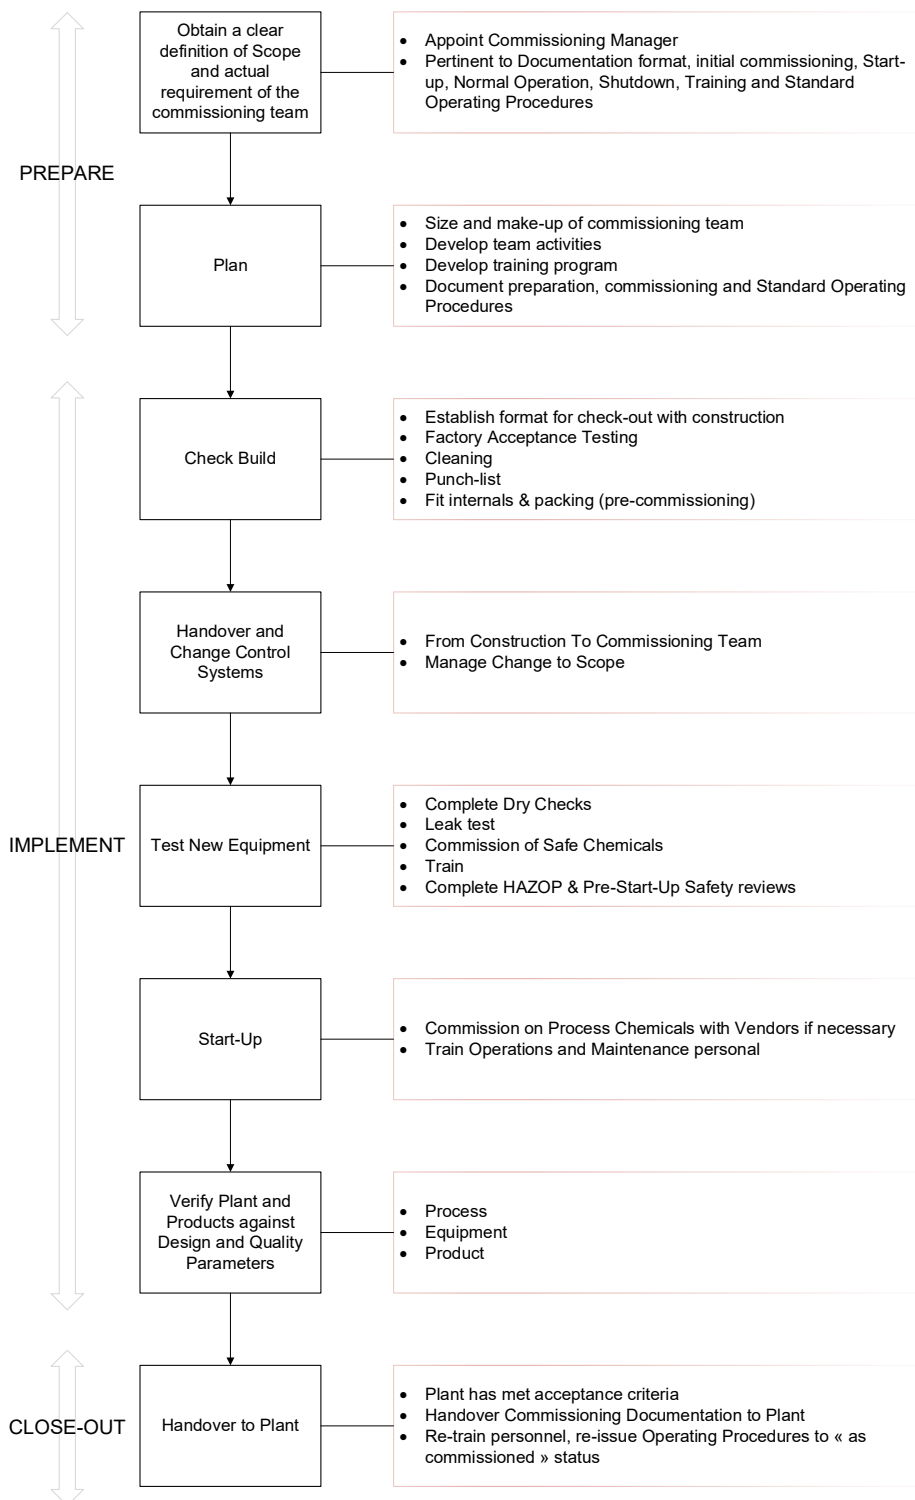 Obtain a clear
definition of Scope
and actual
requirement of the
commissioning team
• Appoint Commissioning Manager
• Pertinent to Documentation format, initial commissioning, Start-
up, Normal Operation, Shutdown, Training and Standard
Operating Procedures
PREPARE
Plan
• Size and make-up of commissioning team
• Develop team activities
• Develop training program
• Document preparation, commissioning and Standard Operating
Procedures
Check Build
• Establish format for check-out with construction
• Factory Acceptance Testing
• Cleaning
• Punch-list
• Fit internals & packing (pre-commissioning)
Handover and
Change Control
Systems
• From Construction To Commissioning Team
• Manage Change to Scope
IMPLEMENT
Test New Equipment
• Complete Dry Checks
• Leak test
• Commission of Safe Chemicals
• Train
• Complete HAZOP & Pre-Start-Up Safety reviews
Start-Up
• Commission on Process Chemicals with Vendors if necessary
• Train Operations and Maintenance personal
Verify Plant and
Products against
Design and Quality
Parameters
• Process
• Equipment
• Product
CLOSE-OUT
Handover to Plant
• Plant has met acceptance criteria
• Handover Commissioning Documentation to Plant
• Re-train personnel, re-issue Operating Procedures to « as
commissioned » status